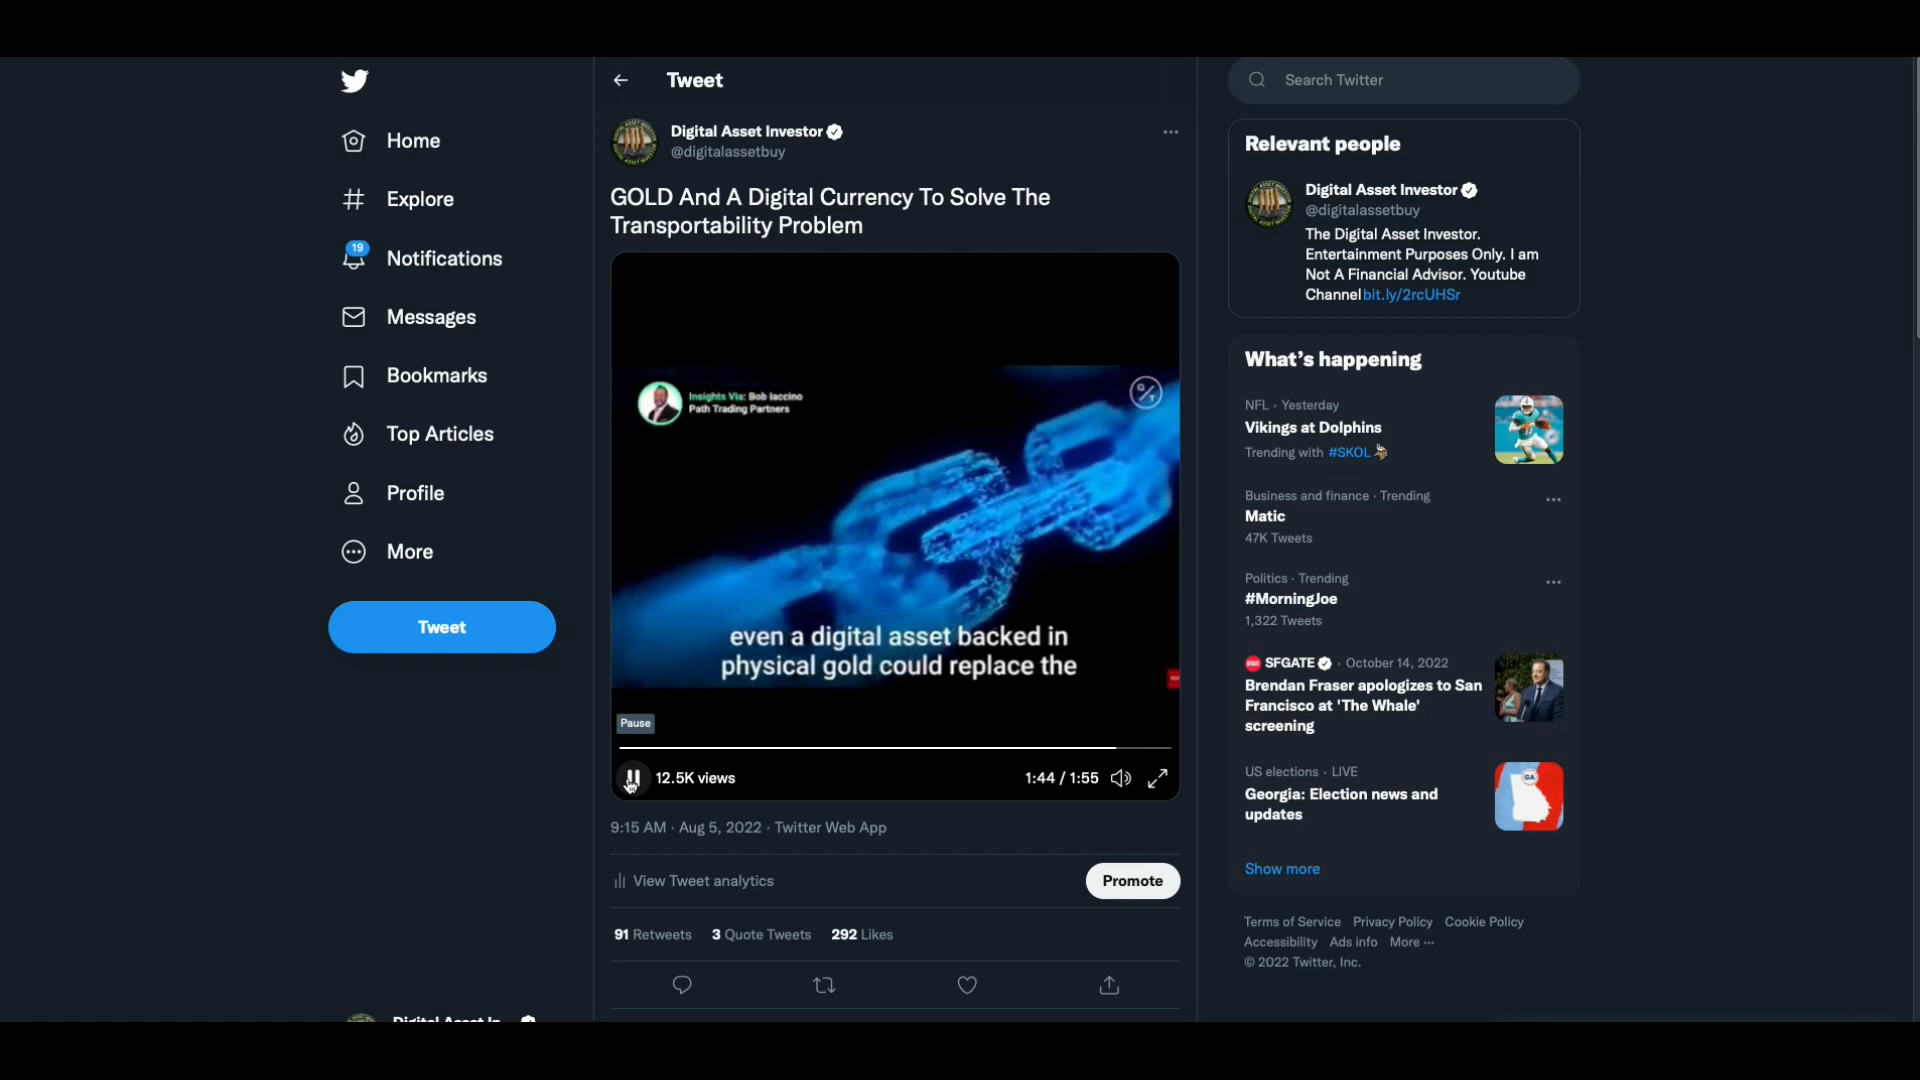 Home
Explore
19
Notifications
Messages
Bookmarks
Top Articles
Profile
More
Tweet
Tweet
Digital Asset Investor
@digitalassetbuy
GOLD And A Digital Currency To Solve The
Transportability Problem
Insights Via: Bob Iaccino
Path Trading Partners
even a digital asset backed in
physical gold could replace the
Pause
12.5K views
1:44 / 1:55
9:15 AM · Aug 5, 2022 · Twitter Web App
View Tweet analytics
Promote
91 Retweets 3 Quote Tweets 292 Likes
Search Twitter
Relevant people
Digital Asset Investor
@digitalassetbuy
The Digital Asset Investor.
Entertainment Purposes Only. I am
Not A Financial Advisor. Youtube
Channel bit.ly/2rcUHSr
What's happening
NFL · Yesterday
Vikings at Dolphins
Trending with #SKOL
Business and finance · Trending
Matic
47K Tweets
Politics · Trending
#MorningJoe
1,322 Tweets
SFGATE · October 14, 2022
Brendan Fraser apologizes to San
Francisco at 'The Whale'
screening
US elections · LIVE
Georgia: Election news and
updates
GA
Show more
Terms of Service Privacy Policy Cookie Policy
Accessibility Ads info More ···
© 2022 Twitter, Inc.